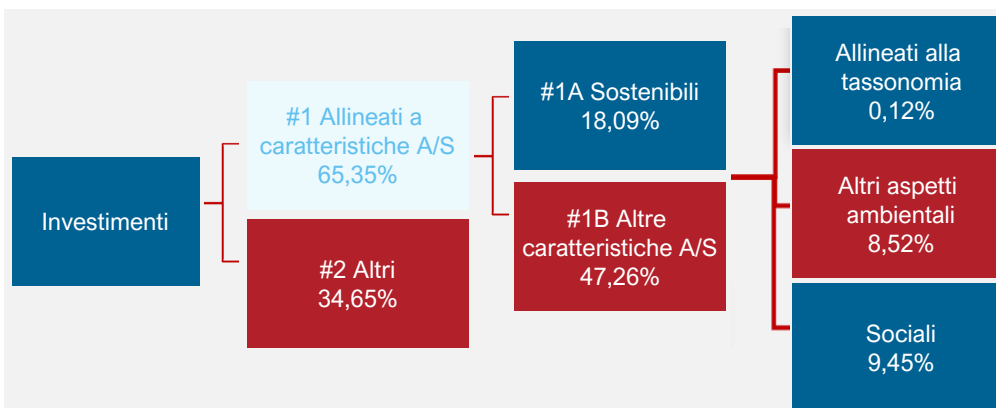 Investimenti
#1 Allineati a
caratteristiche A/S
65,35%
#2 Altri
34,65%
#1A Sostenibili
18,09%
#1B Altre
caratteristiche A/S
47,26%
Allineati alla
tassonomia
0,12%
Altri aspetti
ambientali
8,52%
Sociali
9,45%